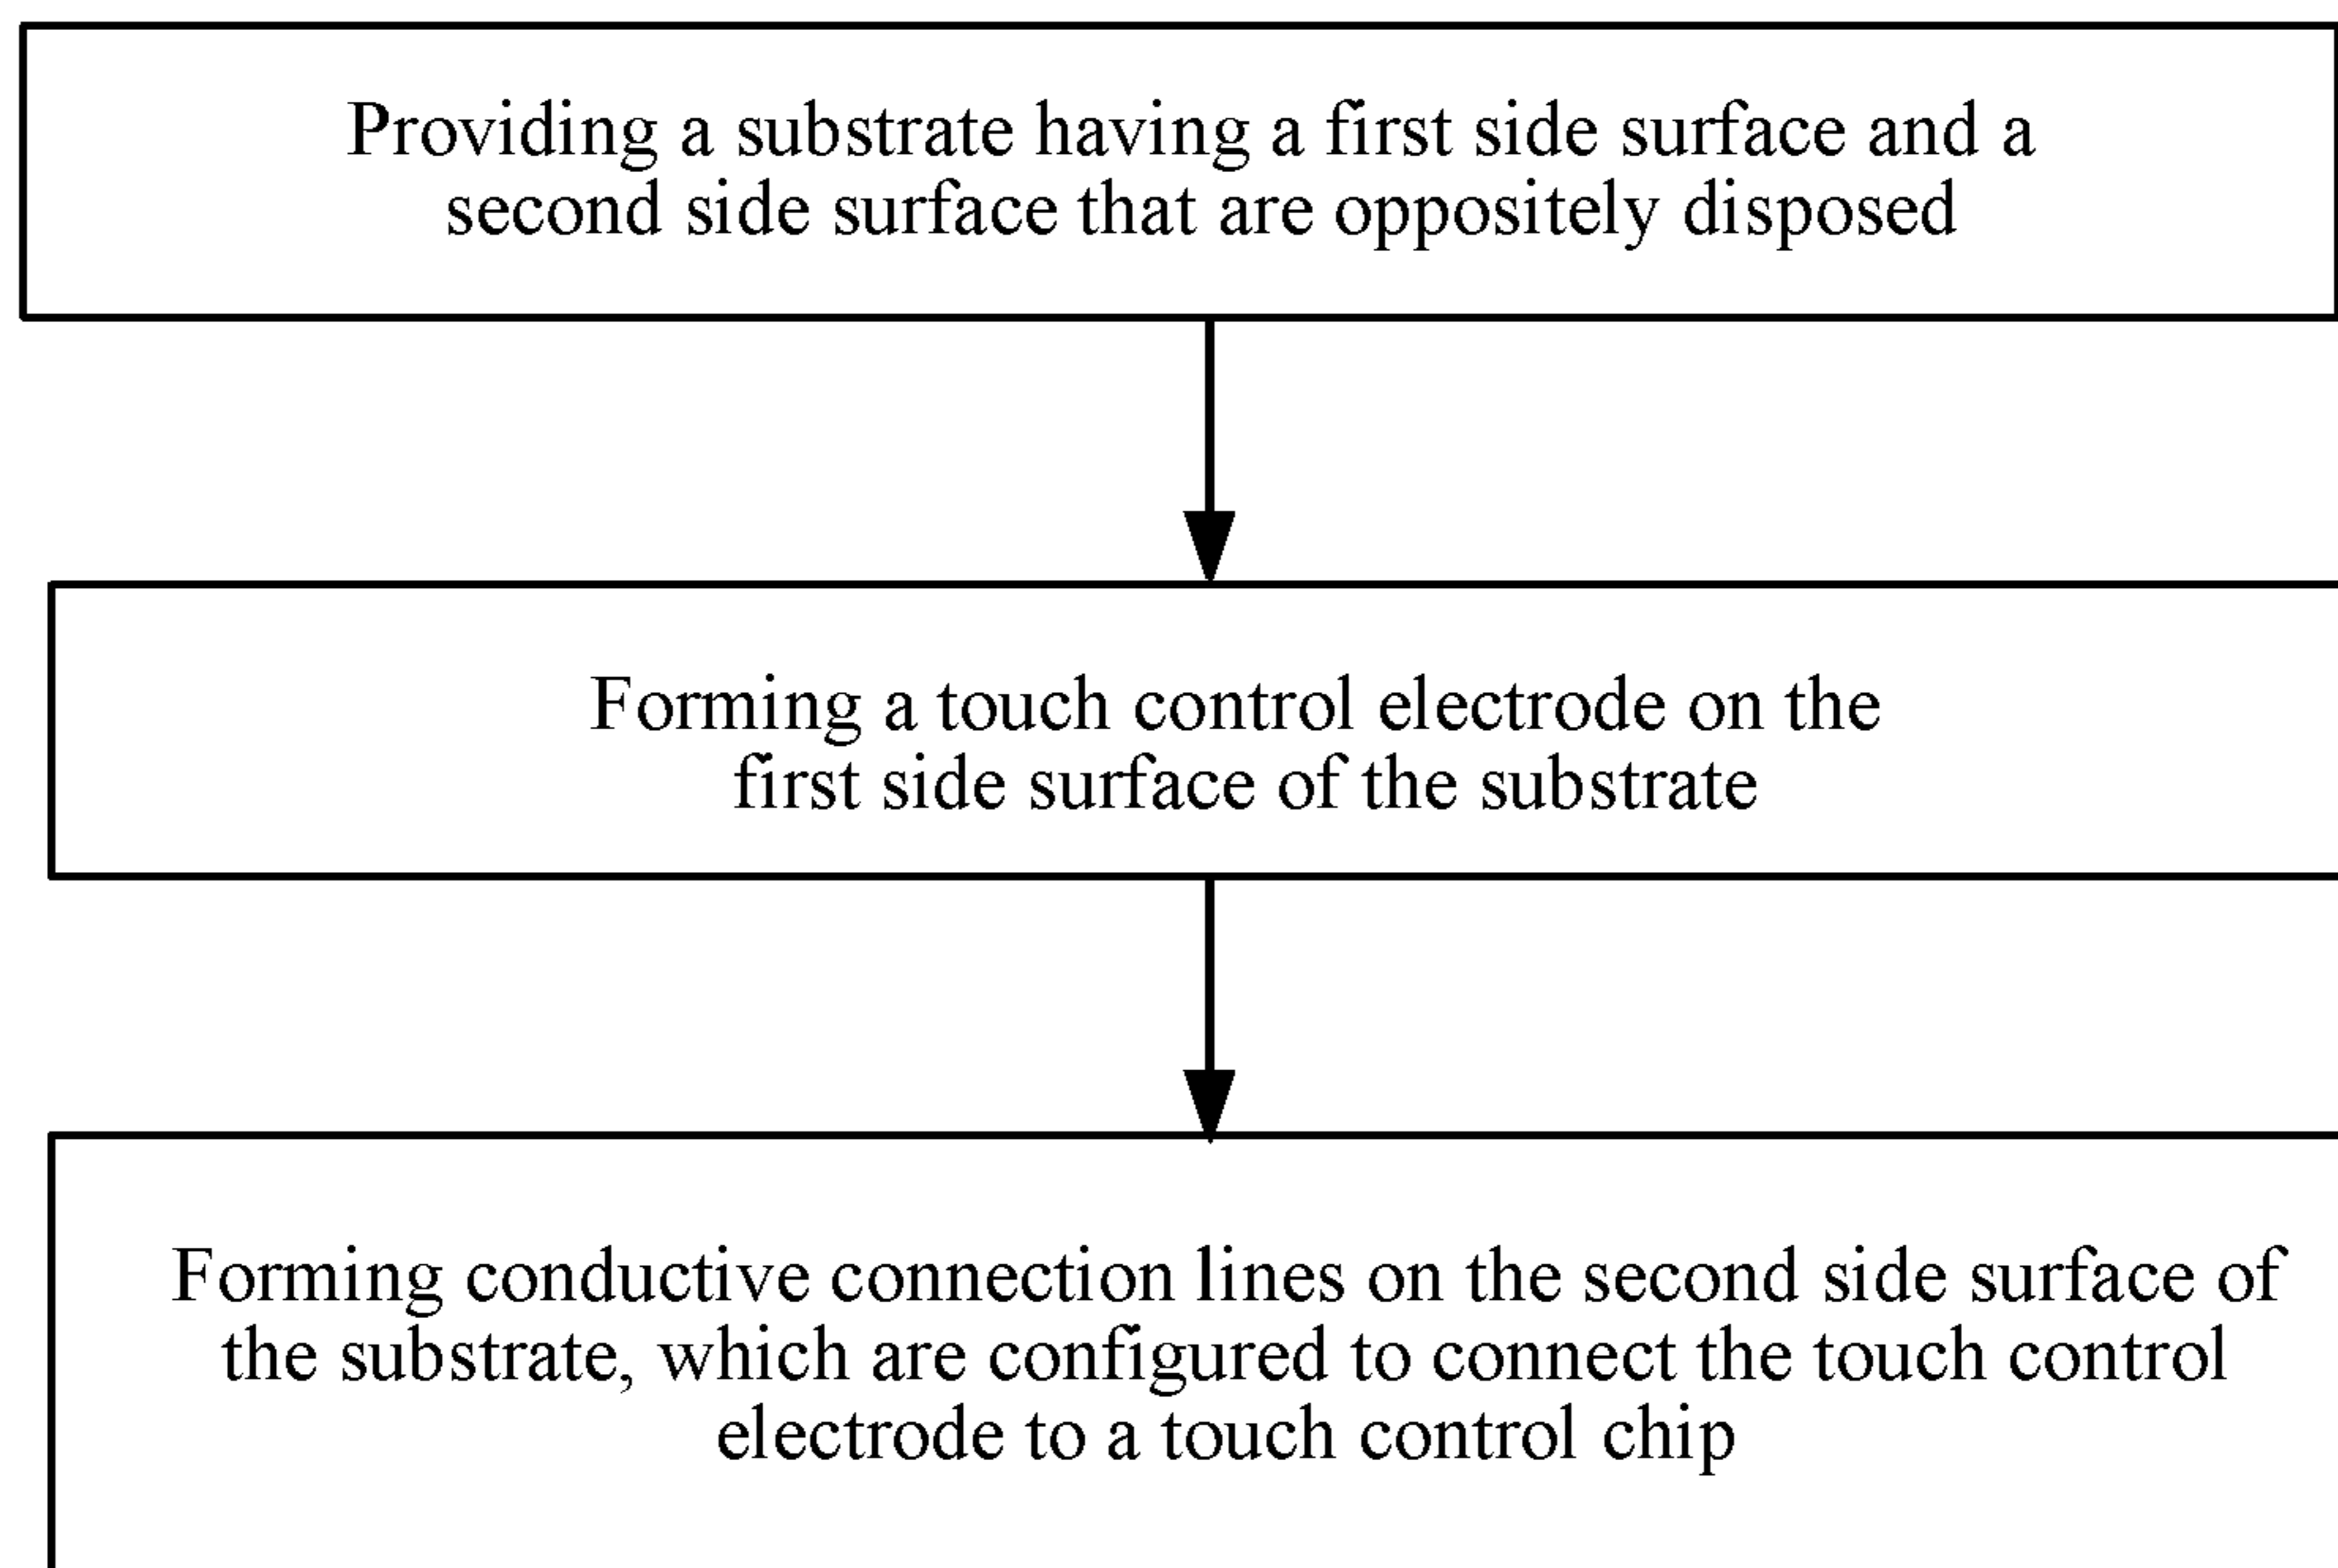 Providing a substrate having a first side surface and a
second side surface that are oppositely disposed
Forming a touch control electrode on the
first side surface of the substrate
Forming conductive connection lines on the second side surface of
the substrate, which are configured to connect the touch control
electrode to a touch control chip